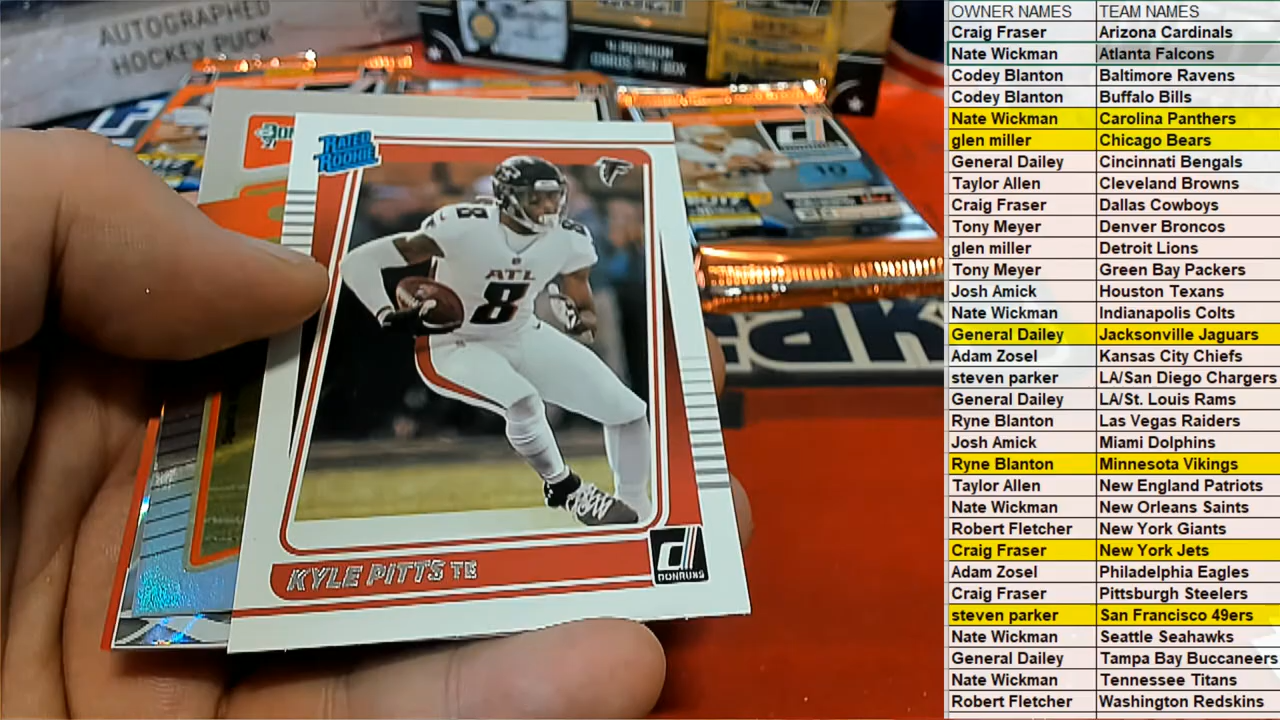 AUTOGRAPHED
HOCKEY PUCK
CARDS PER BOX
RATED
ROOKIE
ATL
8
8
KYLE PITTS TE
DONRUSS
OWNER NAMES TEAM NAMES
Craig Fraser Arizona Cardinals
Nate Wickman Atlanta Falcons
Codey Blanton Baltimore Ravens
Codey Blanton Buffalo Bills
Nate Wickman Carolina Panthers
glen miller Chicago Bears
General Dailey Cincinnati Bengals
Taylor Allen Cleveland Browns
Craig Fraser Dallas Cowboys
Tony Meyer Denver Broncos
glen miller Detroit Lions
Tony Meyer Green Bay Packers
Josh Amick Houston Texans
Nate Wickman Indianapolis Colts
General Dailey Jacksonville Jaguars
Adam Zosel Kansas City Chiefs
steven parker LA/San Diego Chargers
General Dailey LA/St. Louis Rams
Ryne Blanton Las Vegas Raiders
Josh Amick Miami Dolphins
Ryne Blanton Minnesota Vikings
Taylor Allen New England Patriots
Nate Wickman New Orleans Saints
Robert Fletcher New York Giants
Craig Fraser New York Jets
Adam Zosel Philadelphia Eagles
Craig Fraser Pittsburgh Steelers
steven parker San Francisco 49ers
Nate Wickman Seattle Seahawks
General Dailey Tampa Bay Buccaneers
Nate Wickman Tennessee Titans
Robert Fletcher Washington Redskins